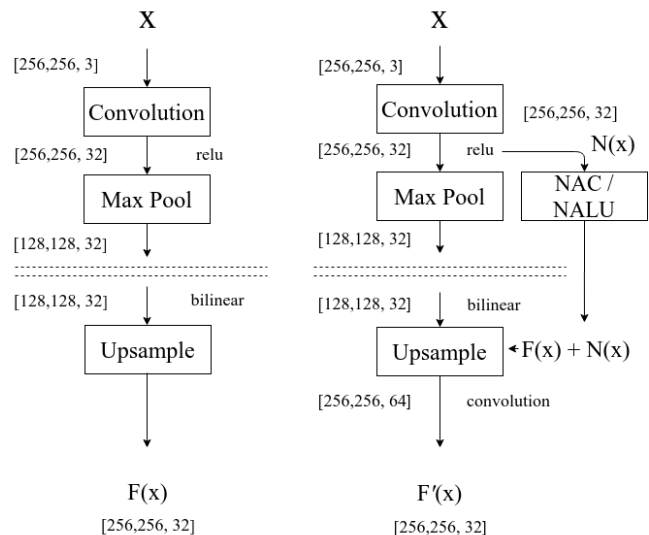 X
[256,256, 3]
Convolution
[256,256, 32]
relu
Max Pool
[128,128, 32]
[128,128, 32]
bilinear
Upsample
F(x)
[256,256, 32]
X
[256,256, 3]
Convolution
[256,256, 32]
[256,256, 32]
relu
N(x)
Max Pool
NAC /
NALU
[128,128, 32]
[128,128, 32]
bilinear
Upsample
F(x) + N(x)
[256,256, 64]
convolution
F'(x)
[256,256, 32]